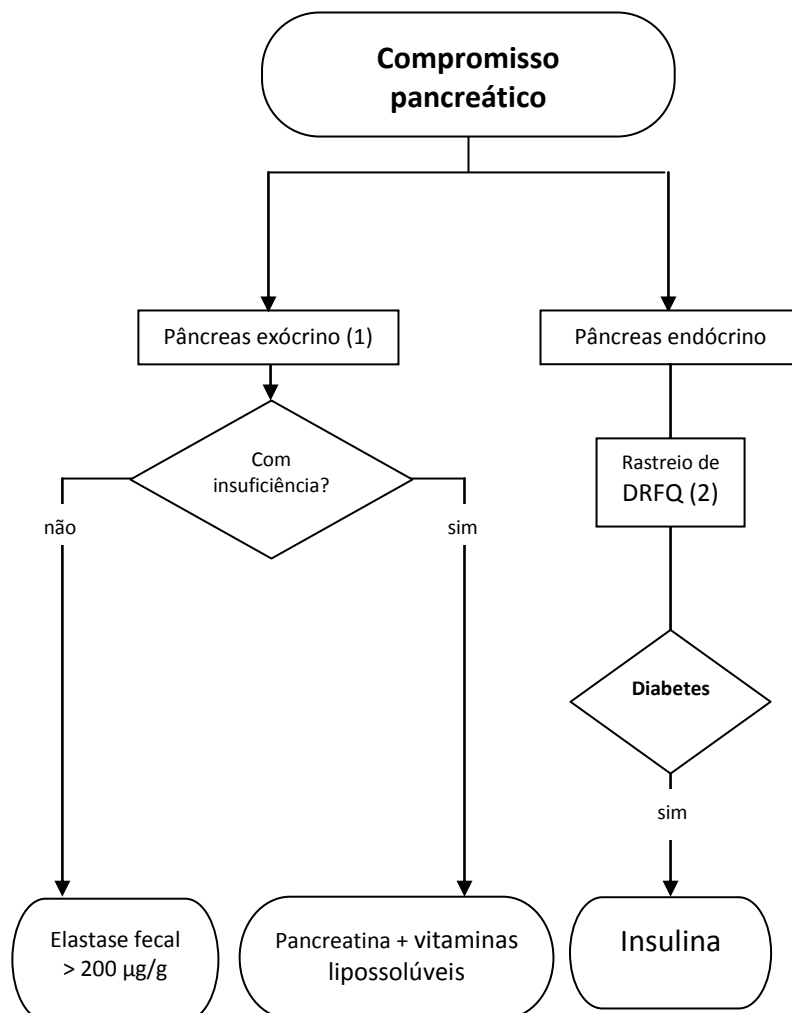 Compromisso
pancreático
Pâncreas exócrino (1)
Pâncreas endócrino
Com
insuficiência?
Rastreio de
DRFQ (2)
não
sim
Diabetes
sim
Elastase fecal
> 200 µg/g
Pancreatina + vitaminas
lipossolúveis
Insulina